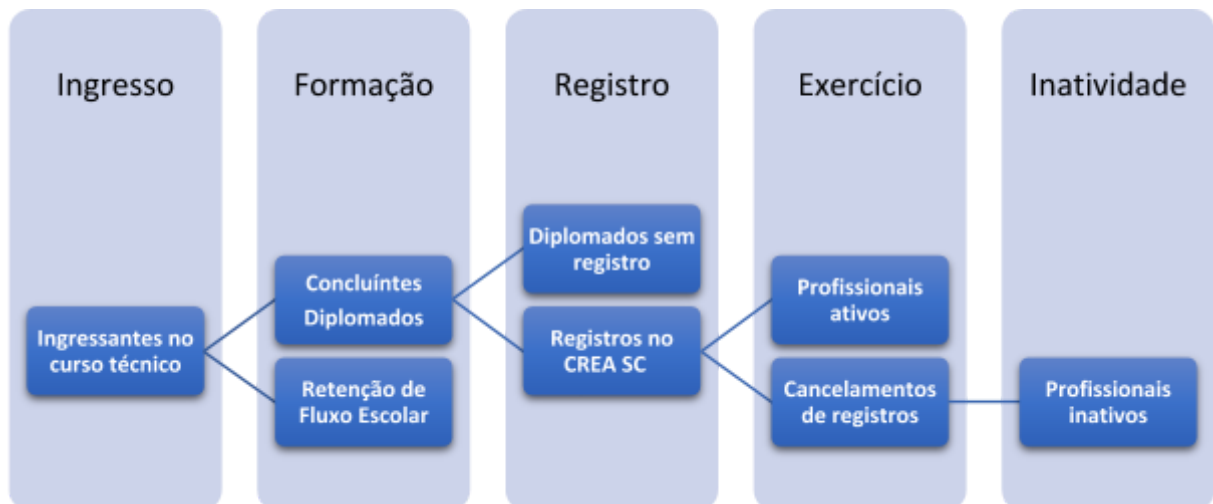 Ingresso
Formação
Registro
Exercício
Inatividade
Ingressantes no
curso técnico
Concluíntes
Diplomados
Retenção de
Fluxo Escolar
Diplomados sem
registro
Registros no
CREA SC
Profissionais
ativos
Cancelamentos
de registros
Profissionais
inativos